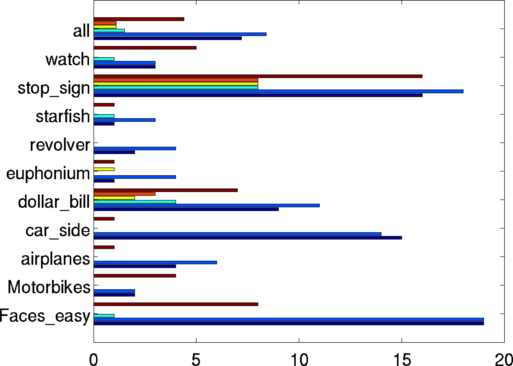 all
watch
stop_sign
starfish
revolver
euphonium
dollar_bill
car_side
airplanes
Motorbikes
Faces_easy
0 5 10 15 20